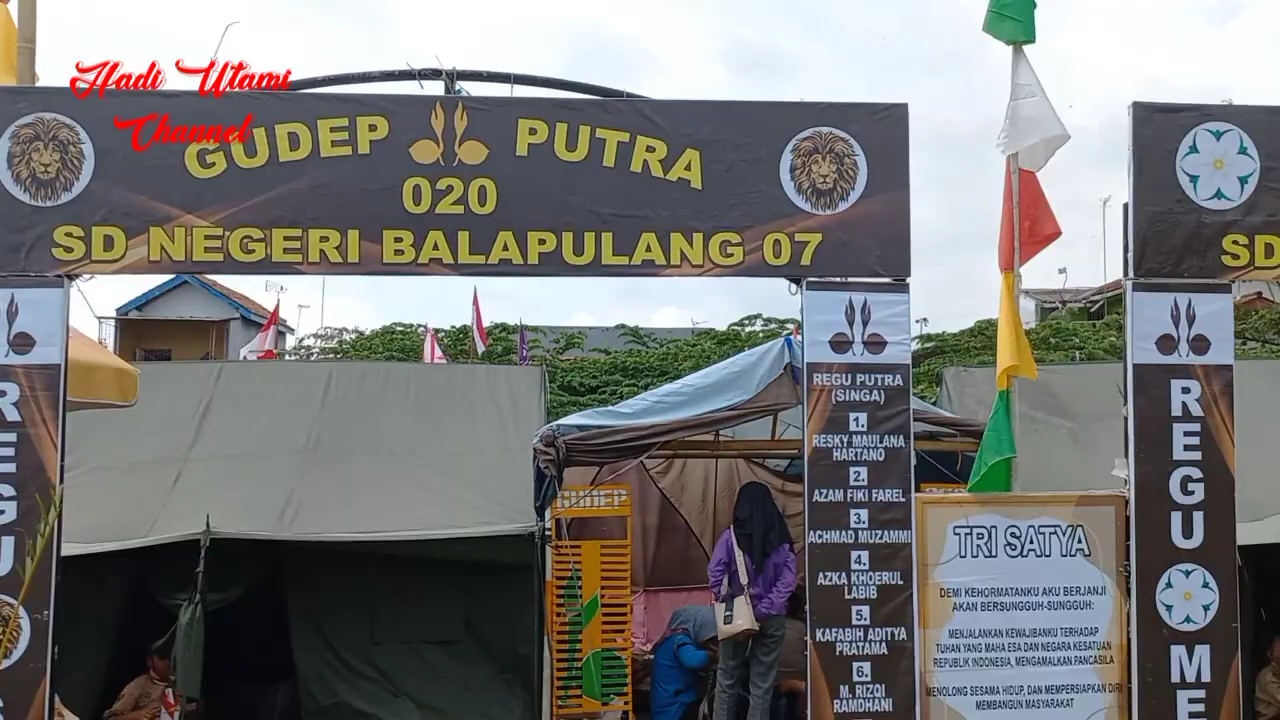 Hadi Utami
Channel
GUDEP PUTRA
020
SD NEGERI BALAPULANG 07
SD
REGU
REGU PUTRA
(SINGA)
1.
RESKY MAULANA
HARTANO
2.
AZAM FIKI FAREL
3.
ACHMAD MUZAMMI
4.
AZKA KHOERUL
LABIB
5.
KAFABIH ADITYA
PRATAMA
6.
M. RIZQI
RAMDHANI
GUDEP
TRI SATYA
DEMI KEHORMATANKU AKU BERJANJI
AKAN BERSUNGGUH-SUNGGUH:
MENJALANKAN KEWAJIBANKU TERHADAP
TUHAN YANG MAHA ESA DAN NEGARA KESATUAN
REPUBLIK INDONESIA, MENGAMALKAN PANCASILA
MENOLONG SESAMA HIDUP, DAN MEMPERSIAPKAN DIRI
MEMBANGUN MASYARAKAT
REGU
ME